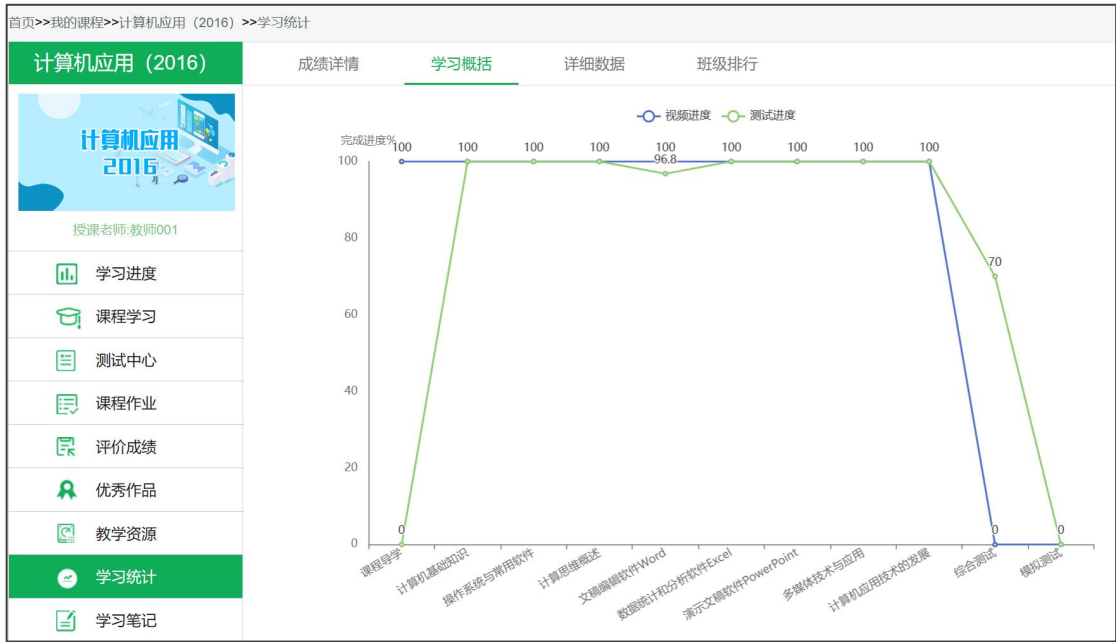 首页>>我的课程>>计算机应用（2016）>>学习统计
计算机应用（2016）
成绩详情
学习概括
详细数据
班级排行
计算机应用
2016
授课老师:教师001
学习进度
课程学习
测试中心
课程作业
评价成绩
优秀作品
教学资源
学习统计
学习笔记
视频进度 测试进度
完成进度%
100 100 100 100 100 100 100 100 100
96.8
70
0 0 0
100
80
60
40
20
0
课程导学
计算机基础知识
操作系统与常用软件
计算思维概述
文稿编辑软件Word
数据统计和分析软件Excel
演示文稿软件PowerPoint
多媒体技术与应用
计算机应用技术的发展
综合测试
模拟测试